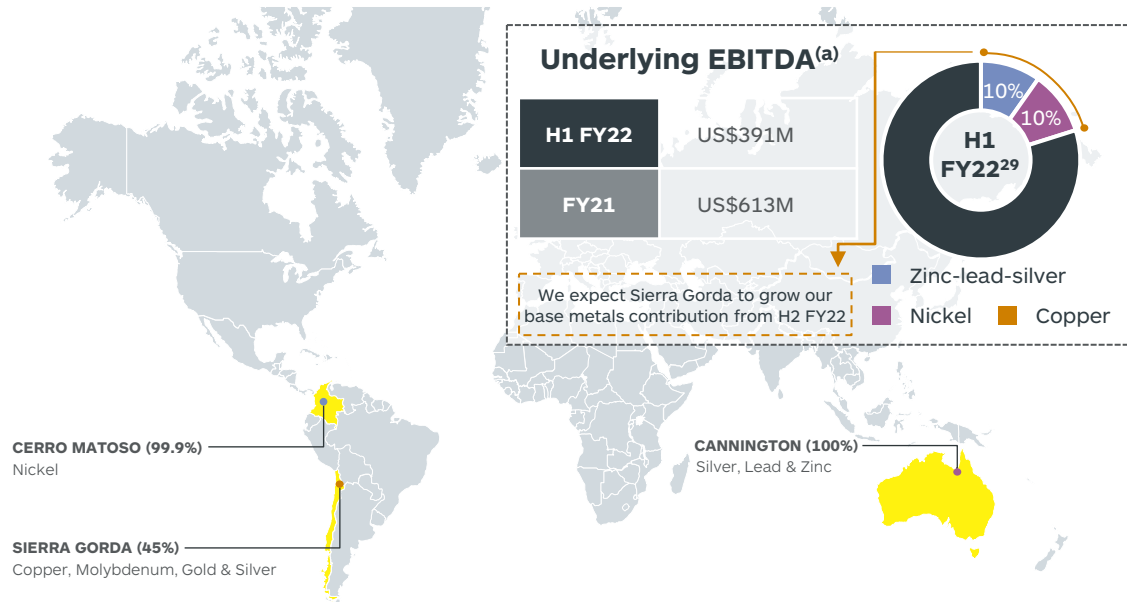 Underlying EBITDA(a)
H1 FY22 US$391M
FY21 US$613M
10%
10%
H1
FY22²⁹
We expect Sierra Gorda to grow our
base metals contribution from H2 FY22
Zinc-lead-silver
Nickel Copper
CERRO MATOSO (99.9%)
Nickel
SIERRA GORDA (45%)
Copper, Molybdenum, Gold & Silver
CANNINGTON (100%)
Silver, Lead & Zinc